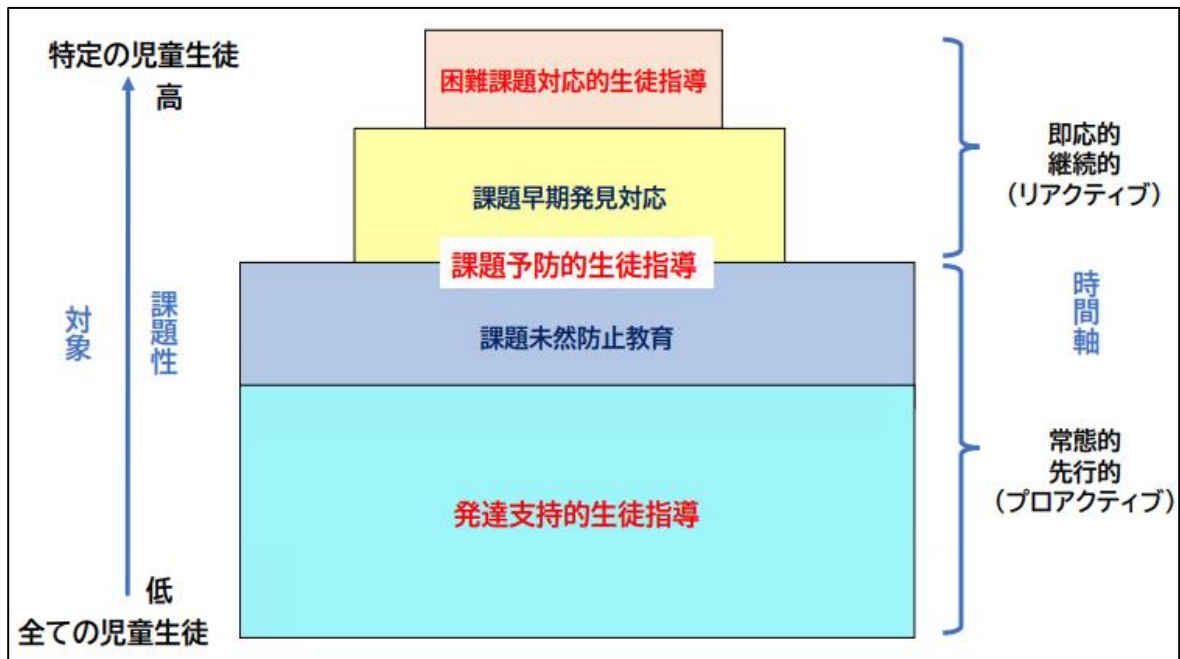 特定の児童生徒
高
困難課題対応的生徒指導
即応的
継続的
(リアクティブ)
課題早期発見対応
課題予防的生徒指導
対象
課題性
課題未然防止教育
時間軸
常態的
先行的
(プロアクティブ)
発達支持的生徒指導
低
全ての児童生徒